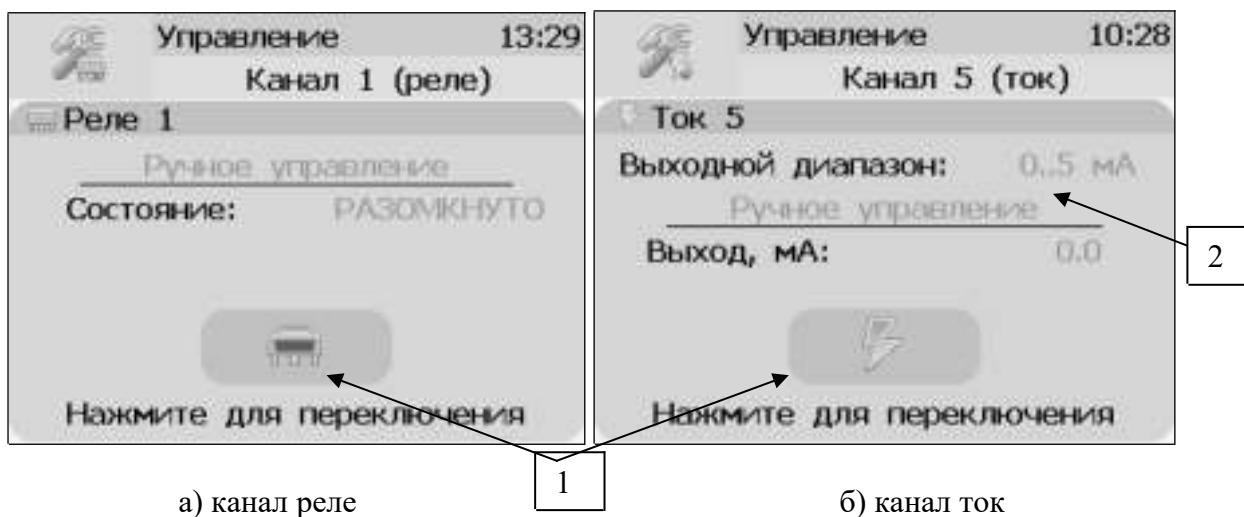 Управление 13:29
Канал 1 (реле)
Реле 1
Ручное управление
Состояние: РАЗОМКНУТО
Нажмите для переключения
Управление 10:28
Канал 5 (ток)
Ток 5
Выходной диапазон: 0..5 мА
Ручное управление
Выход, мА: 0.0
Нажмите для переключения
2
1
а) канал реле
б) канал ток